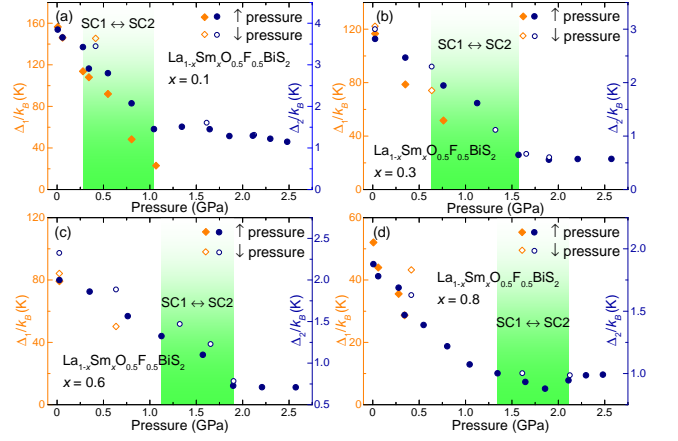 (a) SC1 ↔ SC2 ↑ pressure
↓ pressure
La1-xSmxO0.5F0.5BiS2
x = 0.1
Δ1/kB(K)
160
120
80
40
0
Δ2/kB(K)
4
3
2
1
0
0.0 0.5 1.0 1.5 2.0 2.5
Pressure (GPa)
(b) ↑ pressure
SC1 ↔ SC2 ↓ pressure
La1-xSmxO0.5F0.5BiS2
x = 0.3
Δ1/kB(K)
120
80
40
0
Δ2/kB(K)
3
2
1
0
0.0 0.5 1.0 1.5 2.0 2.5
Pressure (GPa)
(c) ↑ pressure
↓ pressure
SC1 ↔ SC2
La1-xSmxO0.5F0.5BiS2
x = 0.6
Δ1/kB(K)
120
80
40
0
Δ2/kB(K)
2.5
2.0
1.5
1.0
0.5
0.0 0.5 1.0 1.5 2.0 2.5
Pressure (GPa)
(d) ↑ pressure
↓ pressure
La1-xSmxO0.5F0.5BiS2
x = 0.8
SC1 ↔ SC2
Δ1/kB(K)
60
40
20
0
Δ2/kB(K)
2.0
1.5
1.0
0.0 0.5 1.0 1.5 2.0 2.5
Pressure (GPa)